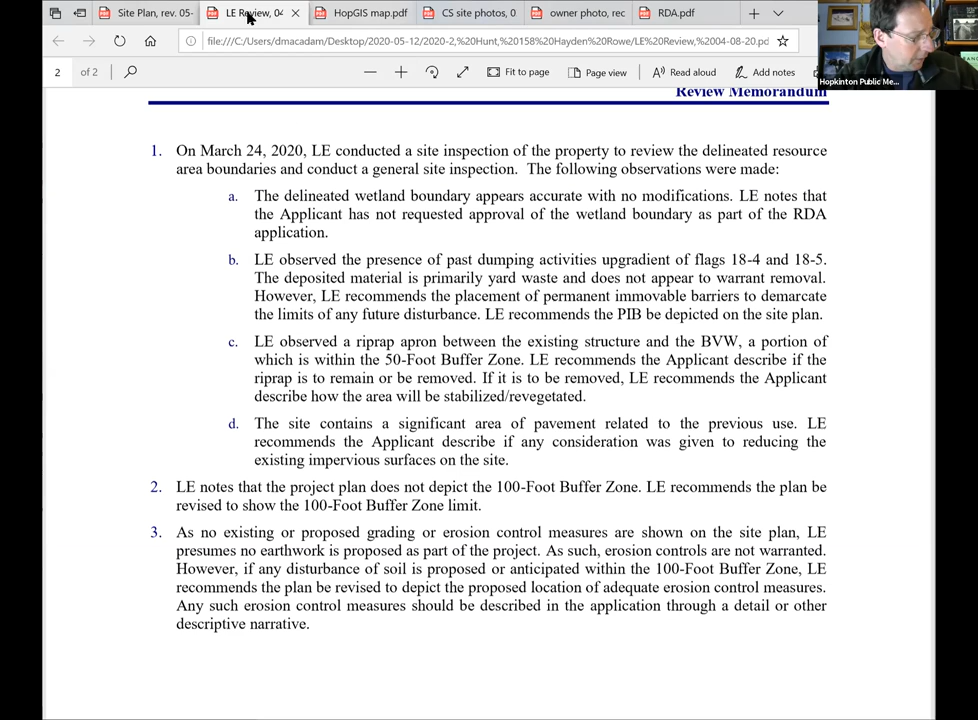 Site Plan, rev. 05-
LE Review, 04
HopGIS map.pdf
CS site photos, 0
owner photo, rec
RDA.pdf
file:///C:/Users/dmacadam/Desktop/2020-05-12/2020-2,%20Hunt,%20158%20Hayden%20Rowe/LE%20Review,%2004-08-20.pd
2 of 2
Fit to page
Page view
Read aloud
Add notes
Hopkinton Public Me...
Review Memorandum
1. On March 24, 2020, LE conducted a site inspection of the property to review the delineated resource
area boundaries and conduct a general site inspection. The following observations were made:
a. The delineated wetland boundary appears accurate with no modifications. LE notes that
the Applicant has not requested approval of the wetland boundary as part of the RDA
application.
b. LE observed the presence of past dumping activities upgradient of flags 18-4 and 18-5.
The deposited material is primarily yard waste and does not appear to warrant removal.
However, LE recommends the placement of permanent immovable barriers to demarcate
the limits of any future disturbance. LE recommends the PIB be depicted on the site plan.
c. LE observed a riprap apron between the existing structure and the BVW, a portion of
which is within the 50-Foot Buffer Zone. LE recommends the Applicant describe if the
riprap is to remain or be removed. If it is to be removed, LE recommends the Applicant
describe how the area will be stabilized/revegetated.
d. The site contains a significant area of pavement related to the previous use. LE
recommends the Applicant describe if any consideration was given to reducing the
existing impervious surfaces on the site.
2. LE notes that the project plan does not depict the 100-Foot Buffer Zone. LE recommends the plan be
revised to show the 100-Foot Buffer Zone limit.
3. As no existing or proposed grading or erosion control measures are shown on the site plan, LE
presumes no earthwork is proposed as part of the project. As such, erosion controls are not warranted.
However, if any disturbance of soil is proposed or anticipated within the 100-Foot Buffer Zone, LE
recommends the plan be revised to depict the proposed location of adequate erosion control measures.
Any such erosion control measures should be described in the application through a detail or other
descriptive narrative.